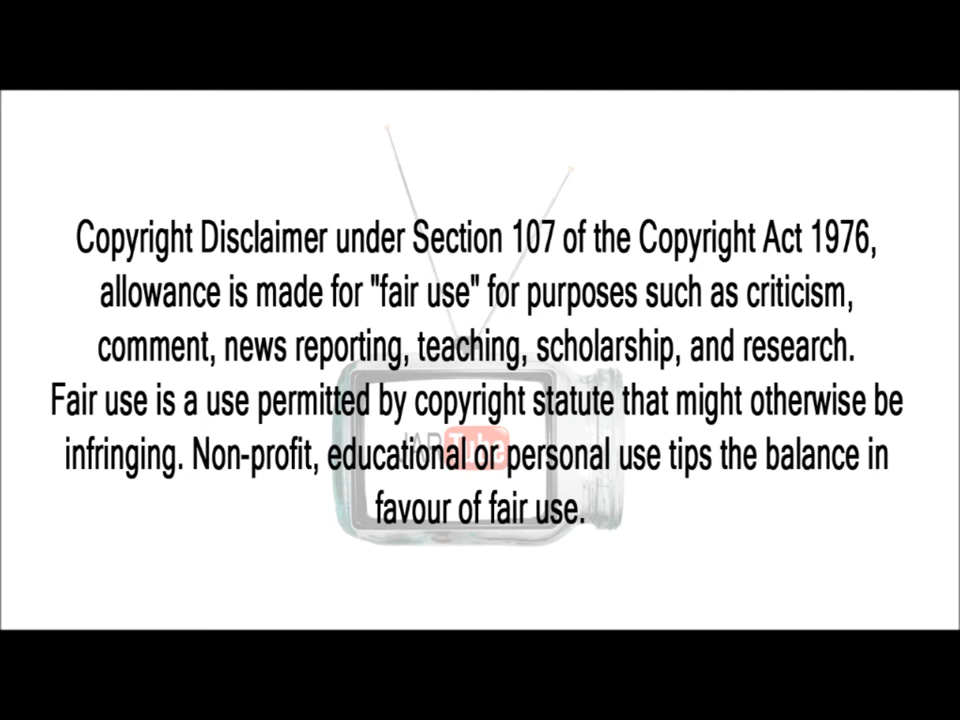 Copyright Disclaimer under Section 107 of the Copyright Act 1976,
allowance is made for "fair use" for purposes such as criticism,
comment, news reporting, teaching, scholarship, and research.
Fair use is a use permitted by copyright statute that might otherwise be
infringing. Non-profit, educational or personal use tips the balance in
favour of fair use.
JARTube